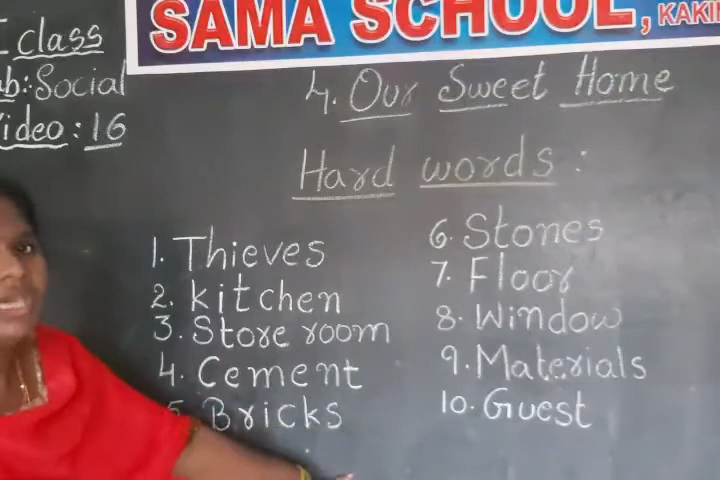 SAMA SCHOOL,
I class
Sub: Social
Video: 16
4. Our Sweet Home
Hard words:
1. Thieves
2. kitchen
3. Store room
4. Cement
5. Bricks
6. Stones
7. Floor
8. Window
9. Materials
10. Guest